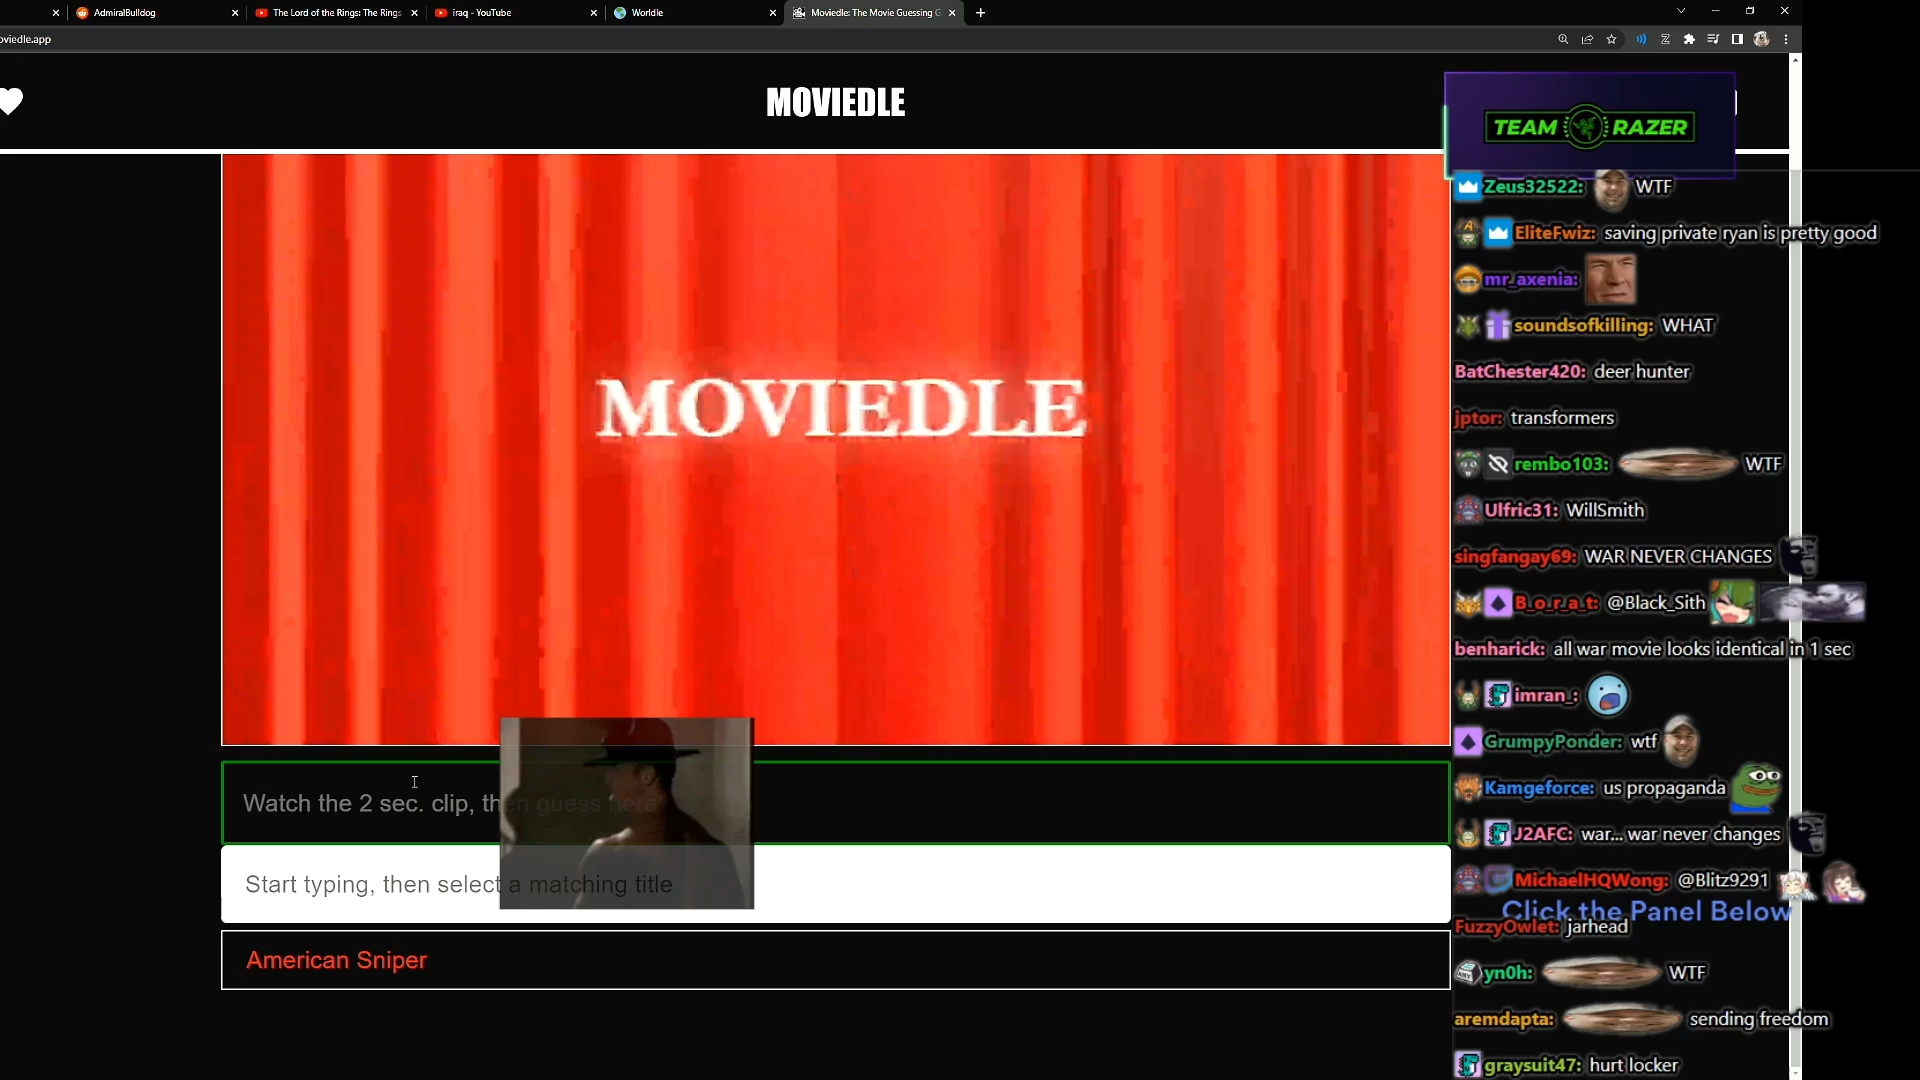 AdmiralBulldog
The Lord of the Rings: The Rings
iraq - YouTube
Worldle
Moviedle: The Movie Guessing G
oviedle.app
MOVIEDLE
TEAM RAZER
MOVIEDLE
Watch the 2 sec. clip, then guess here
Start typing, then select a matching title
American Sniper
Zeus32522: WTF
EliteFwiz: saving private ryan is pretty good
mr_axenia:
soundsofkilling: WHAT
BatChester420: deer hunter
jptor: transformers
rembo103: WTF
Ulfric31: WillSmith
singfangay69: WAR NEVER CHANGES
B_o_r_a_t: @Black_Sith
benharick: all war movie looks identical in 1 sec
imran_:
GrumpyPonder: wtf
Kamgeforce: us propaganda
J2AFC: war... war never changes
MichaelHQWong: @Blitz9291
Click the Panel Below
FuzzyOwlet: jarhead
yn0h: WTF
aremdapta: sending freedom
graysuit47: hurt locker